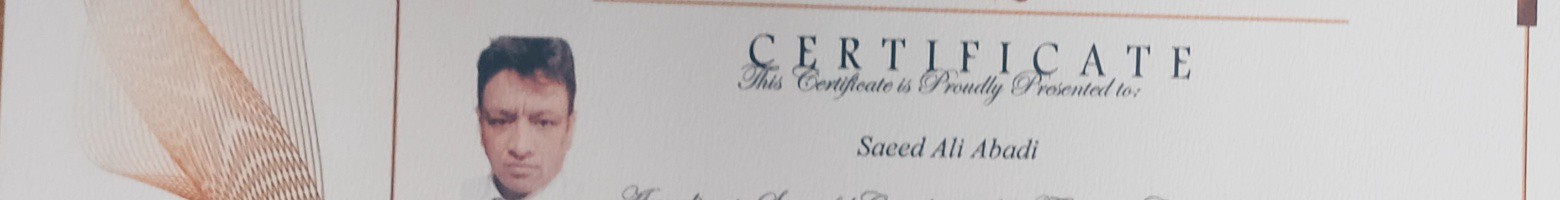 CERTIFICATE
This Certificate is Proudly Presented to:
Saeed Ali Abadi